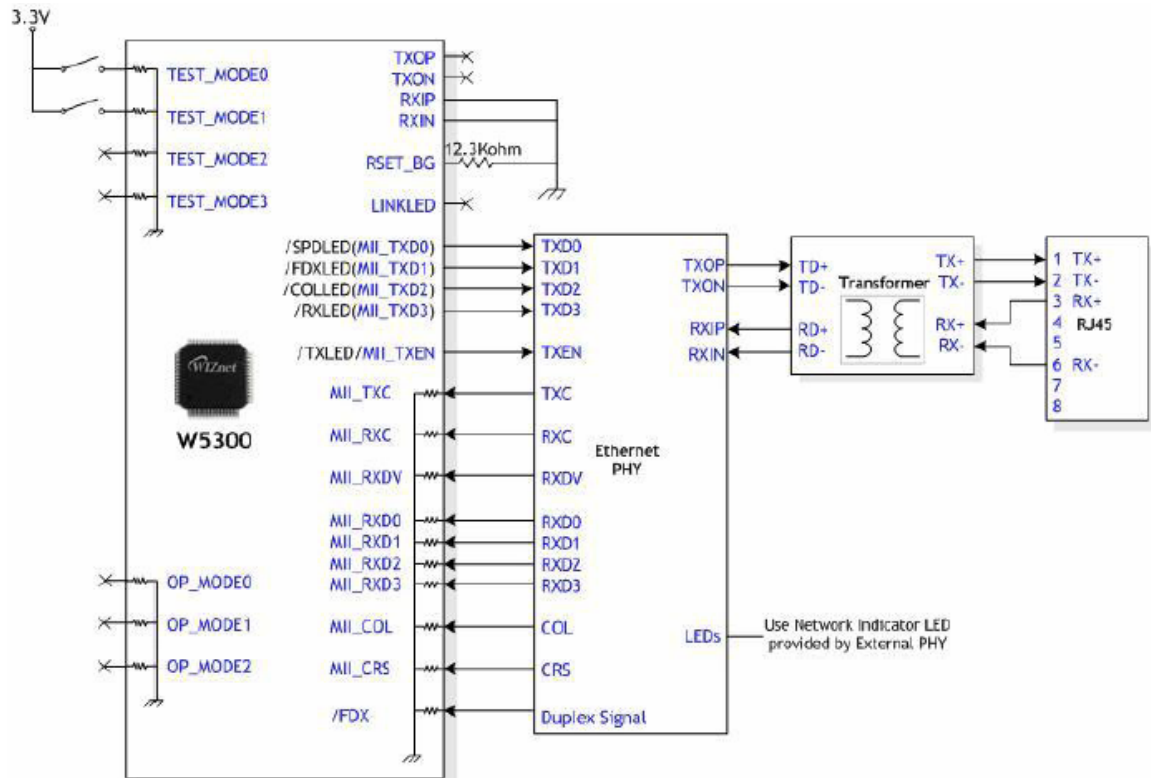 3.3V
TEST_MODE0
TEST_MODE1
TEST_MODE2
TEST_MODE3
TXOP
TXON
RXIP
RXIN
RSET_BG
12.3Kohm
LINKLED
/SPDLED(MII_TXD0)
/FDXLED(MII_TXD1)
/COLLED(MII_TXD2)
/RXLED(MII_TXD3)
/TXLED/MII_TXEN
MII_TXC
MII_RXC
MII_RXDV
MII_RXD0
MII_RXD1
MII_RXD2
MII_RXD3
MII_COL
MII_CRS
/FDX
WIZnet
W5300
OP_MODE0
OP_MODE1
OP_MODE2
TXD0
TXD1
TXD2
TXD3
TXEN
TXC
RXC
RXDV
RXD0
RXD1
RXD2
RXD3
COL
CRS
Duplex Signal
Ethernet
PHY
TXOP
TXON
RXIP
RXIN
LEDs
Use Network Indicator LED
provided by External PHY
TD+
TD-
RD+
RD-
Transformer
TX+
TX-
RX+
RX-
1 TX+
2 TX-
3 RX+
4
5
6 RX-
7
8
RJ45